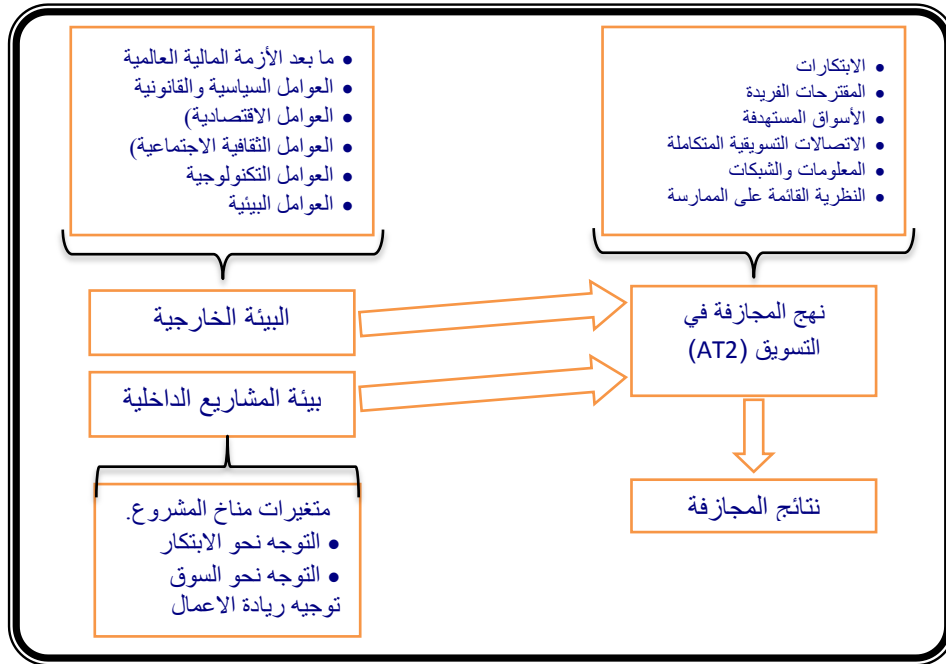 • الابتكارات
• المقترحات الفريدة
• الأسواق المستهدفة
• الاتصالات التسويقية المتكاملة
• المعلومات والشبكات
• النظرية القائمة على الممارسة
• ما بعد الأزمة المالية العالمية
• العوامل السياسية والقانونية
• العوامل الاقتصادية)
• العوامل الثقافية الاجتماعية)
• العوامل التكنولوجية
• العوامل البيئية
نهج المجازفة في
التسويق (AT2)
البيئة الخارجية
بيئة المشاريع الداخلية
نتائج المجازفة
متغيرات مناخ المشروع.
• التوجه نحو الابتكار
• التوجه نحو السوق
توجيه ريادة الاعمال